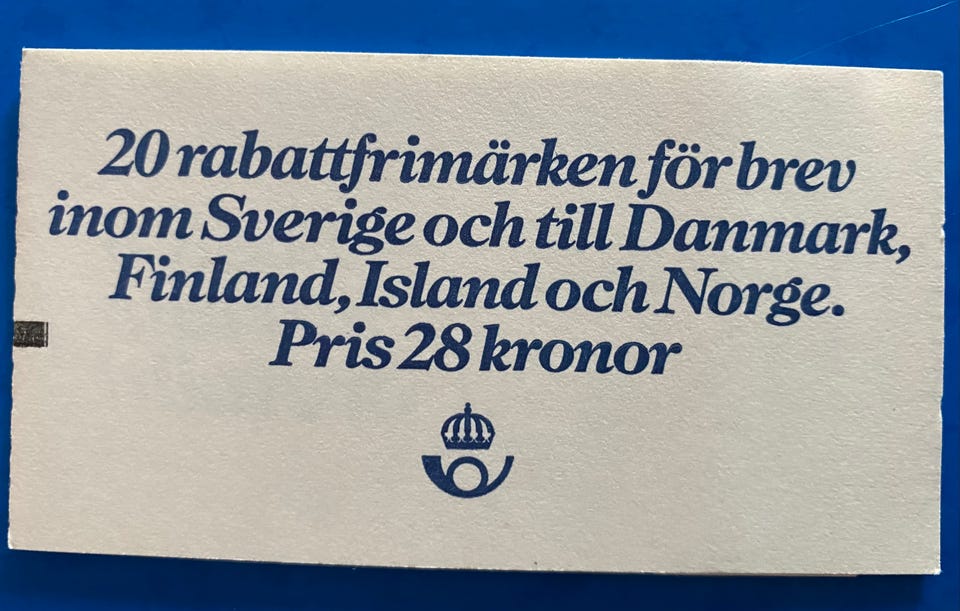 20 rabattfrimärken för brev
inom Sverige och till Danmark,
Finland, Island och Norge.
Pris 28 kronor